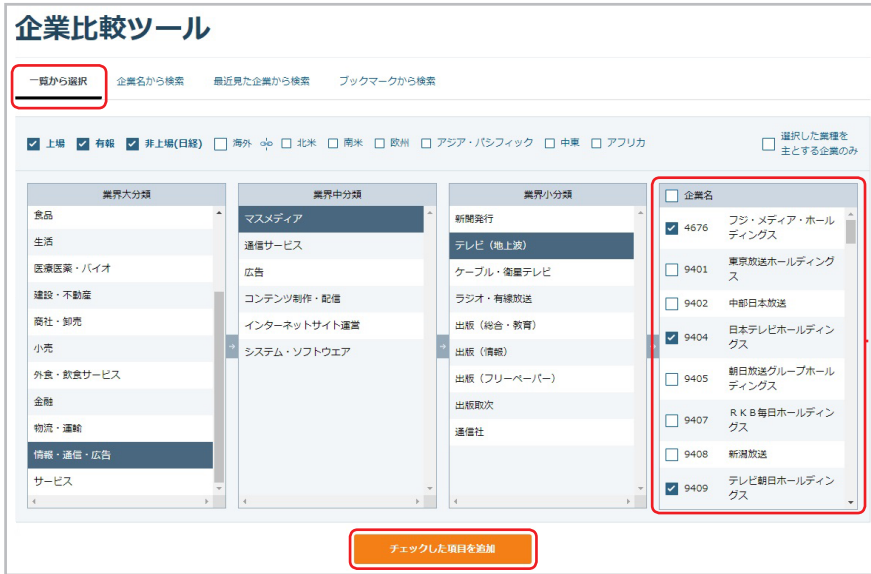 企業比較ツール
一覧から選択 企業名から検索 最近見た企業から検索 ブックマークから検索
上場 有報 非上場(日経) 海外 北米 南米 欧州 アジア・パシフィック 中東 アフリカ
選択した業種を
主とする企業のみ
業界大分類
食品
生活
医療医薬・バイオ
建設・不動産
商社・卸売
小売
外食・飲食サービス
金融
物流・運輸
情報・通信・広告
サービス
業界中分類
マスメディア
通信サービス
広告
コンテンツ制作・配信
インターネットサイト運営
システム・ソフトウエア
業界小分類
新聞発行
テレビ（地上波）
ケーブル・衛星テレビ
ラジオ・有線放送
出版（総合・教育）
出版（情報）
出版（フリーペーパー）
出版取次
通信社
企業名
4676 フジ・メディア・ホール
ディングス
9401 東京放送ホールディング
ス
9402 中部日本放送
9404 日本テレビホールディン
グス
9405 朝日放送グループホール
ディングス
9407 ＲＫＢ毎日ホールディン
グス
9408 新潟放送
9409 テレビ朝日ホールディン
グス
チェックした項目を追加